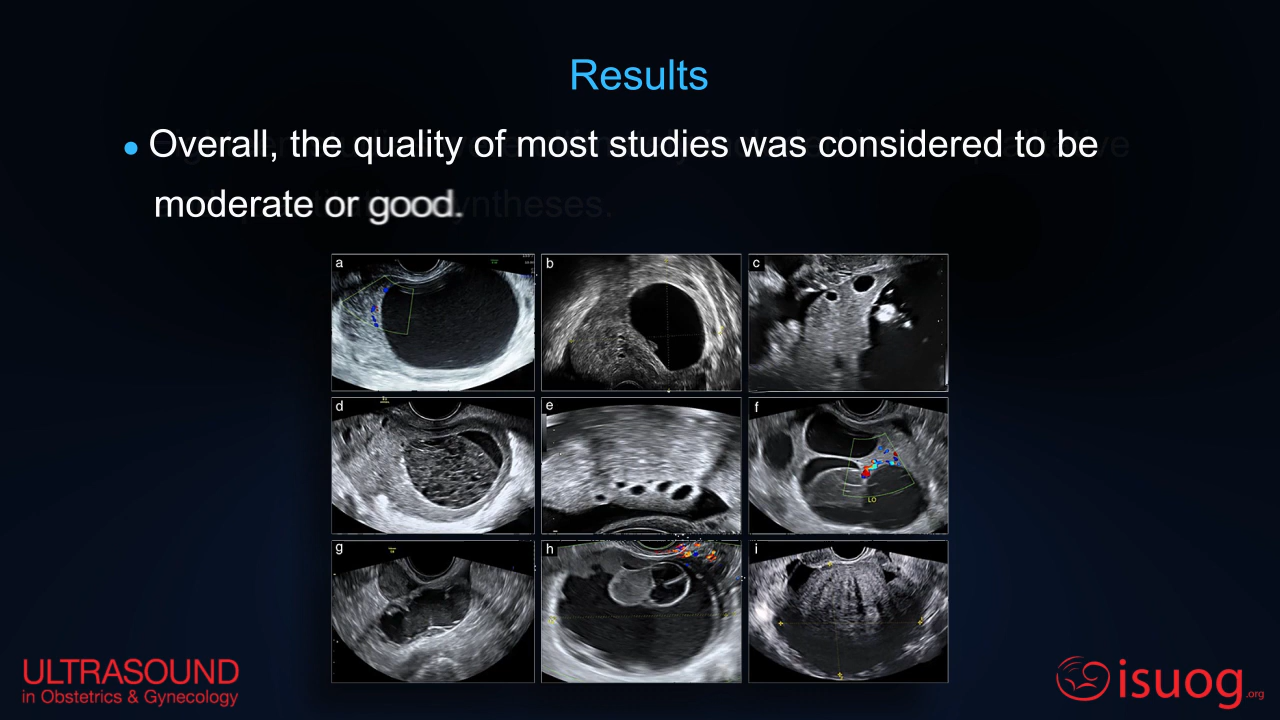 Results
• Overall, the quality of most studies was considered to be
moderate or good.
a
b
c
d
e
f
LO
g
h
i
ULTRASOUND
in Obstetrics & Gynecology
isuog.org